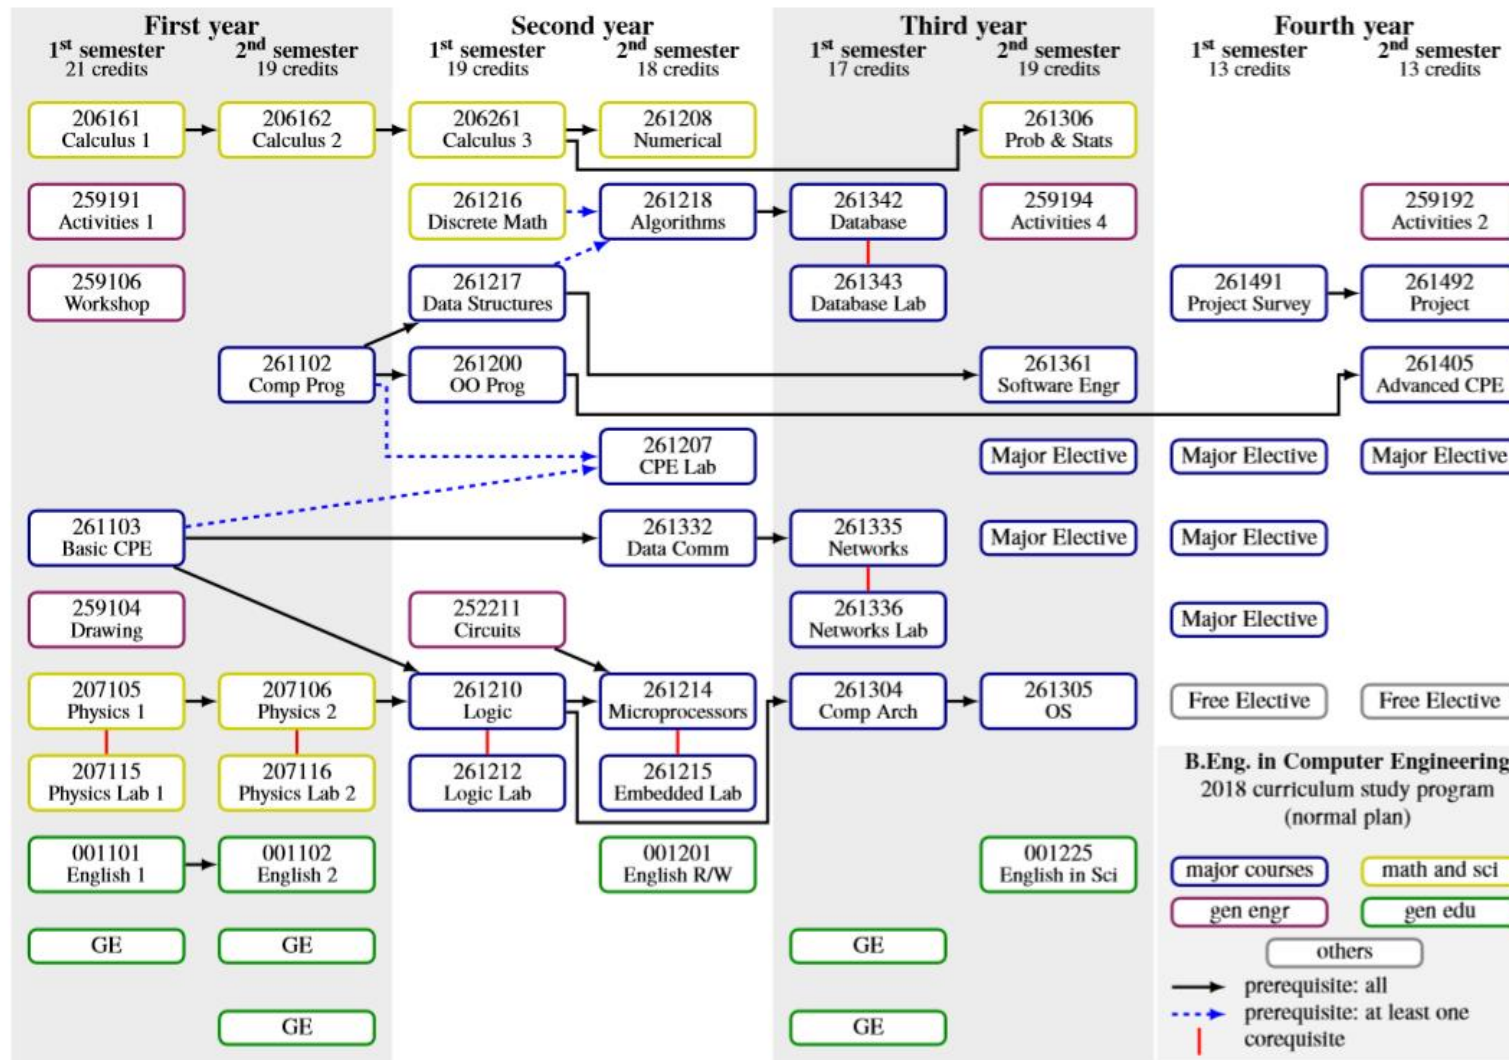 First year
Second year
Third year
Fourth year
1st semester
2nd semester
1st semester
2nd semester
1st semester
2nd semester
1st semester
2nd semester
21 credits
19 credits
19 credits
18 credits
17 credits
19 credits
13 credits
13 credits
206161
Calculus 1
206162
Calculus 2
206261
Calculus 3
261208
Numerical
261306
Prob & Stats
259191
Activities 1
261216
Discrete Math
261218
Algorithms
261342
Database
259194
Activities 4
259192
Activities 2
259106
Workshop
261217
Data Structures
261343
Database Lab
261491
Project Survey
261492
Project
261102
Comp Prog
261200
OO Prog
261361
Software Engr
261405
Advanced CPE
261207
CPE Lab
Major Elective
Major Elective
Major Elective
261103
Basic CPE
261332
Data Comm
261335
Networks
Major Elective
Major Elective
259104
Drawing
252211
Circuits
261336
Networks Lab
Major Elective
207105
Physics 1
207106
Physics 2
261210
Logic
261214
Microprocessors
261304
Comp Arch
261305
OS
Free Elective
Free Elective
207115
Physics Lab 1
207116
Physics Lab 2
261212
Logic Lab
261215
Embedded Lab
001101
English 1
001102
English 2
001201
English R/W
001225
English in Sci
GE
GE
GE
GE
GE
B.Eng. in Computer Engineering
2018 curriculum study program
(normal plan)
major courses
math and sci
gen engr
gen edu
others
prerequisite: all
prerequisite: at least one
corequisite